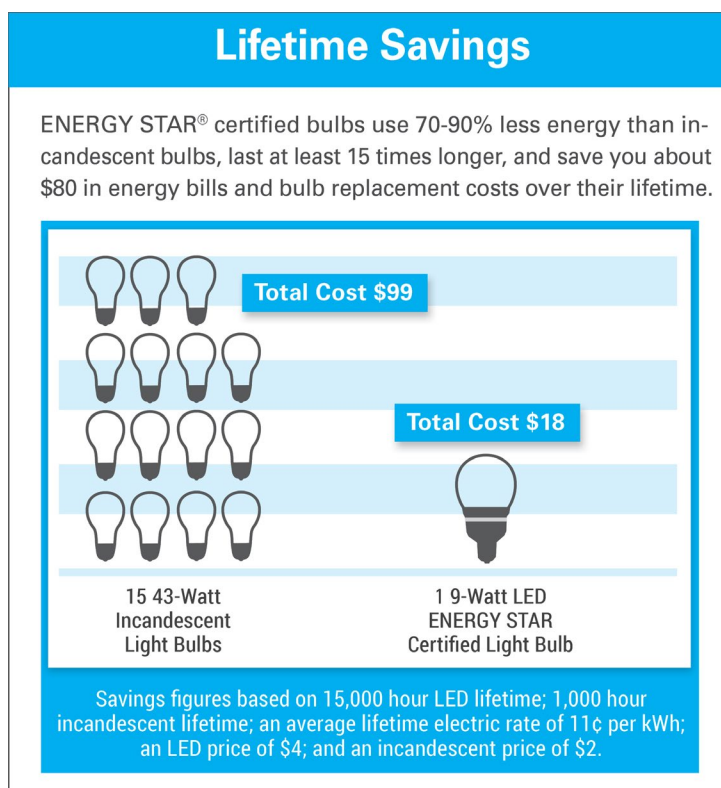 Lifetime Savings
ENERGY STAR® certified bulbs use 70-90% less energy than in-
candescent bulbs, last at least 15 times longer, and save you about
$80 in energy bills and bulb replacement costs over their lifetime.
Total Cost $99
Total Cost $18
15 43-Watt
Incandescent
Light Bulbs
1 9-Watt LED
ENERGY STAR
Certified Light Bulb
Savings figures based on 15,000 hour LED lifetime; 1,000 hour
incandescent lifetime; an average lifetime electric rate of 11¢ per kWh;
an LED price of $4; and an incandescent price of $2.